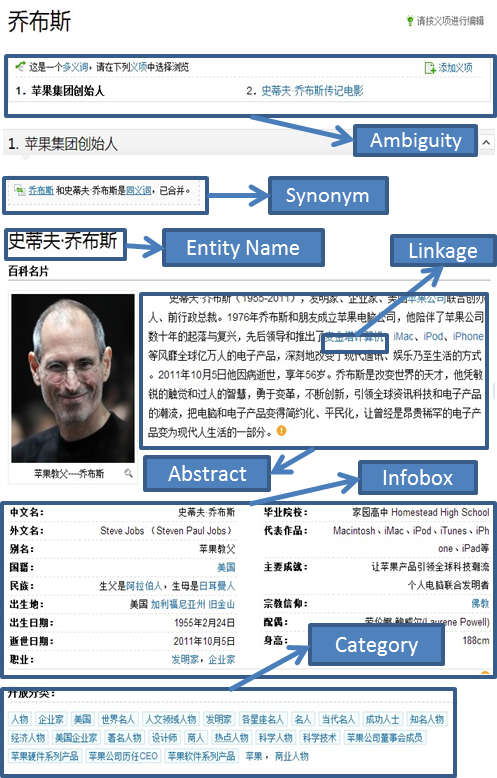 乔布斯
请按义项进行编辑
这是一个多义词，请在下列义项中选择浏览
添加义项
1. 苹果集团创始人
2. 史蒂夫·乔布斯传记电影
Ambiguity
1. 苹果集团创始人
乔布斯 和史蒂夫·乔布斯是同义词，已合并。
Synonym
史蒂夫·乔布斯
Entity Name
Linkage
百科名片
史蒂夫·乔布斯（1955-2011），发明家、企业家、美国苹果公司联合创办
人、前行政总裁。1976年乔布斯和朋友成立苹果电脑公司，他陪伴了苹果公司
数十年的起落与复兴，先后领导和推出了麦金塔计算机、iMac、iPod、iPhone
等风靡全球亿万人的电子产品，深刻地改变了现代通讯、娱乐乃至生活的方式
。2011年10月5日他因病逝世，享年56岁。乔布斯是改变世界的天才，他凭敏
锐的触觉和过人的智慧，勇于变革，不断创新，引领全球资讯科技和电子产品
的潮流，把电脑和电子产品变得简约化、平民化，让曾经是昂贵稀罕的电子产
品变为现代人生活的一部分。
苹果教父----乔布斯
Abstract
Infobox
中文名： 史蒂夫·乔布斯
外文名： Steve Jobs （Steven Paul Jobs）
别名： 苹果教父
国籍： 美国
民族： 生父是阿拉伯人，生母是日耳曼人
出生地： 美国 加利福尼亚州 旧金山
出生日期： 1955年2月24日
逝世日期： 2011年10月5日
职业： 发明家，企业家
毕业院校： 家园高中 Homestead High School
代表作品： Macintosh、iMac、iPod、iTunes、iPh
one、iPad等
主要成就： 让苹果产品引领全球科技潮流
个人电脑联合发明者
宗教信仰： 佛教
配偶： 劳伦娜·鲍威尔(Laurene Powell)
身高： 188cm
Category
开放分类：
人物 企业家 美国 世界名人 人文领域人物 发明家 各星座名人 名人 当代名人 成功人士 知名人物
经济人物 美国企业家 著名人物 设计师 商人 热点人物 科学人物 科学技术 苹果公司董事会成员
苹果硬件系列产品 苹果公司历任CEO 苹果软件系列产品 苹果 ，商业人物